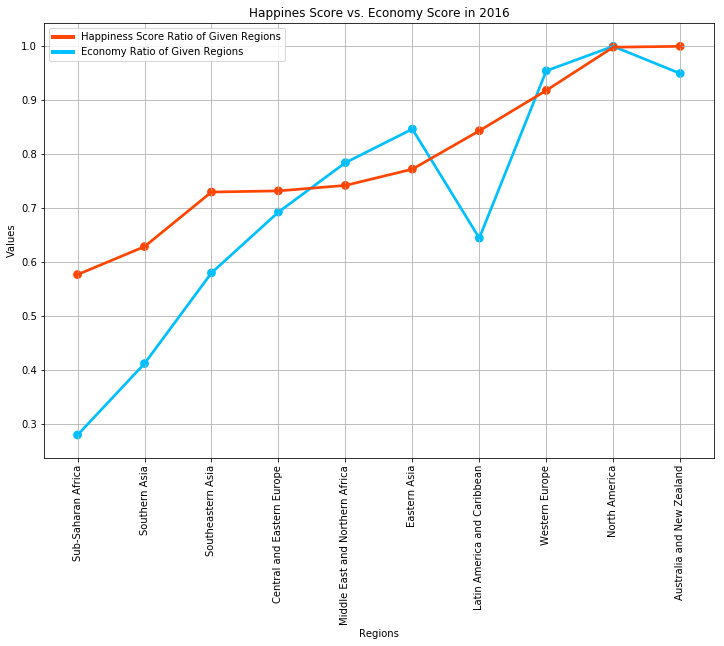 Happines Score vs. Economy Score in 2016
Happiness Score Ratio of Given Regions
Economy Ratio of Given Regions
Values
1.0
0.9
0.8
0.7
0.6
0.5
0.4
0.3
Sub-Saharan Africa
Southern Asia
Southeastern Asia
Central and Eastern Europe
Middle East and Northern Africa
Eastern Asia
Latin America and Caribbean
Western Europe
North America
Australia and New Zealand
Regions